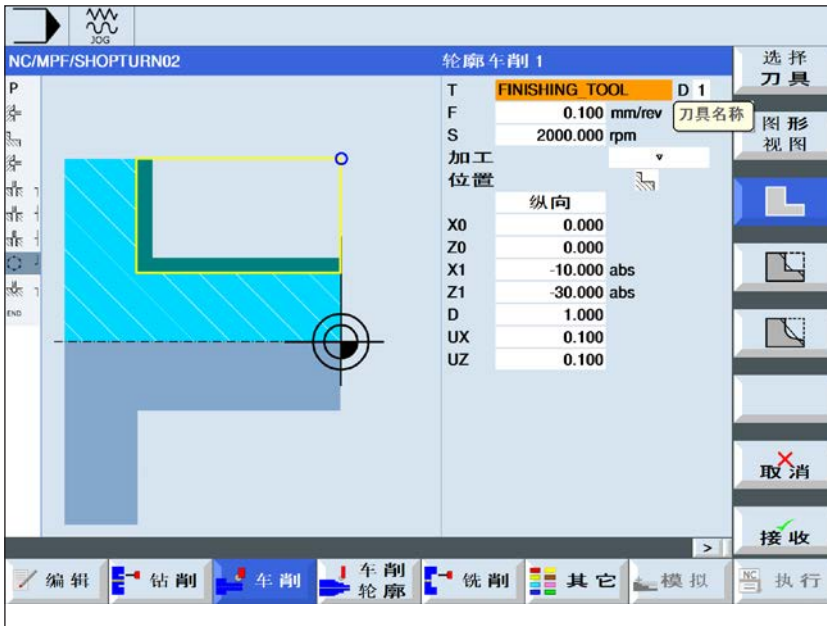 JOG
NC/MPF/SHOPTURN02
轮廓车削 1
P
END
T FINISHING_TOOL D 1
F 0.100 mm/rev
刀具名称
S 2000.000 rpm
加工 ▿
位置
纵向
X0 0.000
Z0 0.000
X1 -10.000 abs
Z1 -30.000 abs
D 1.000
UX 0.100
UZ 0.100
选择
刀具
图形
视图
取消
接收
>
编辑
钻削
车削
车削
轮廓
铣削
其它
模拟
NC
执行